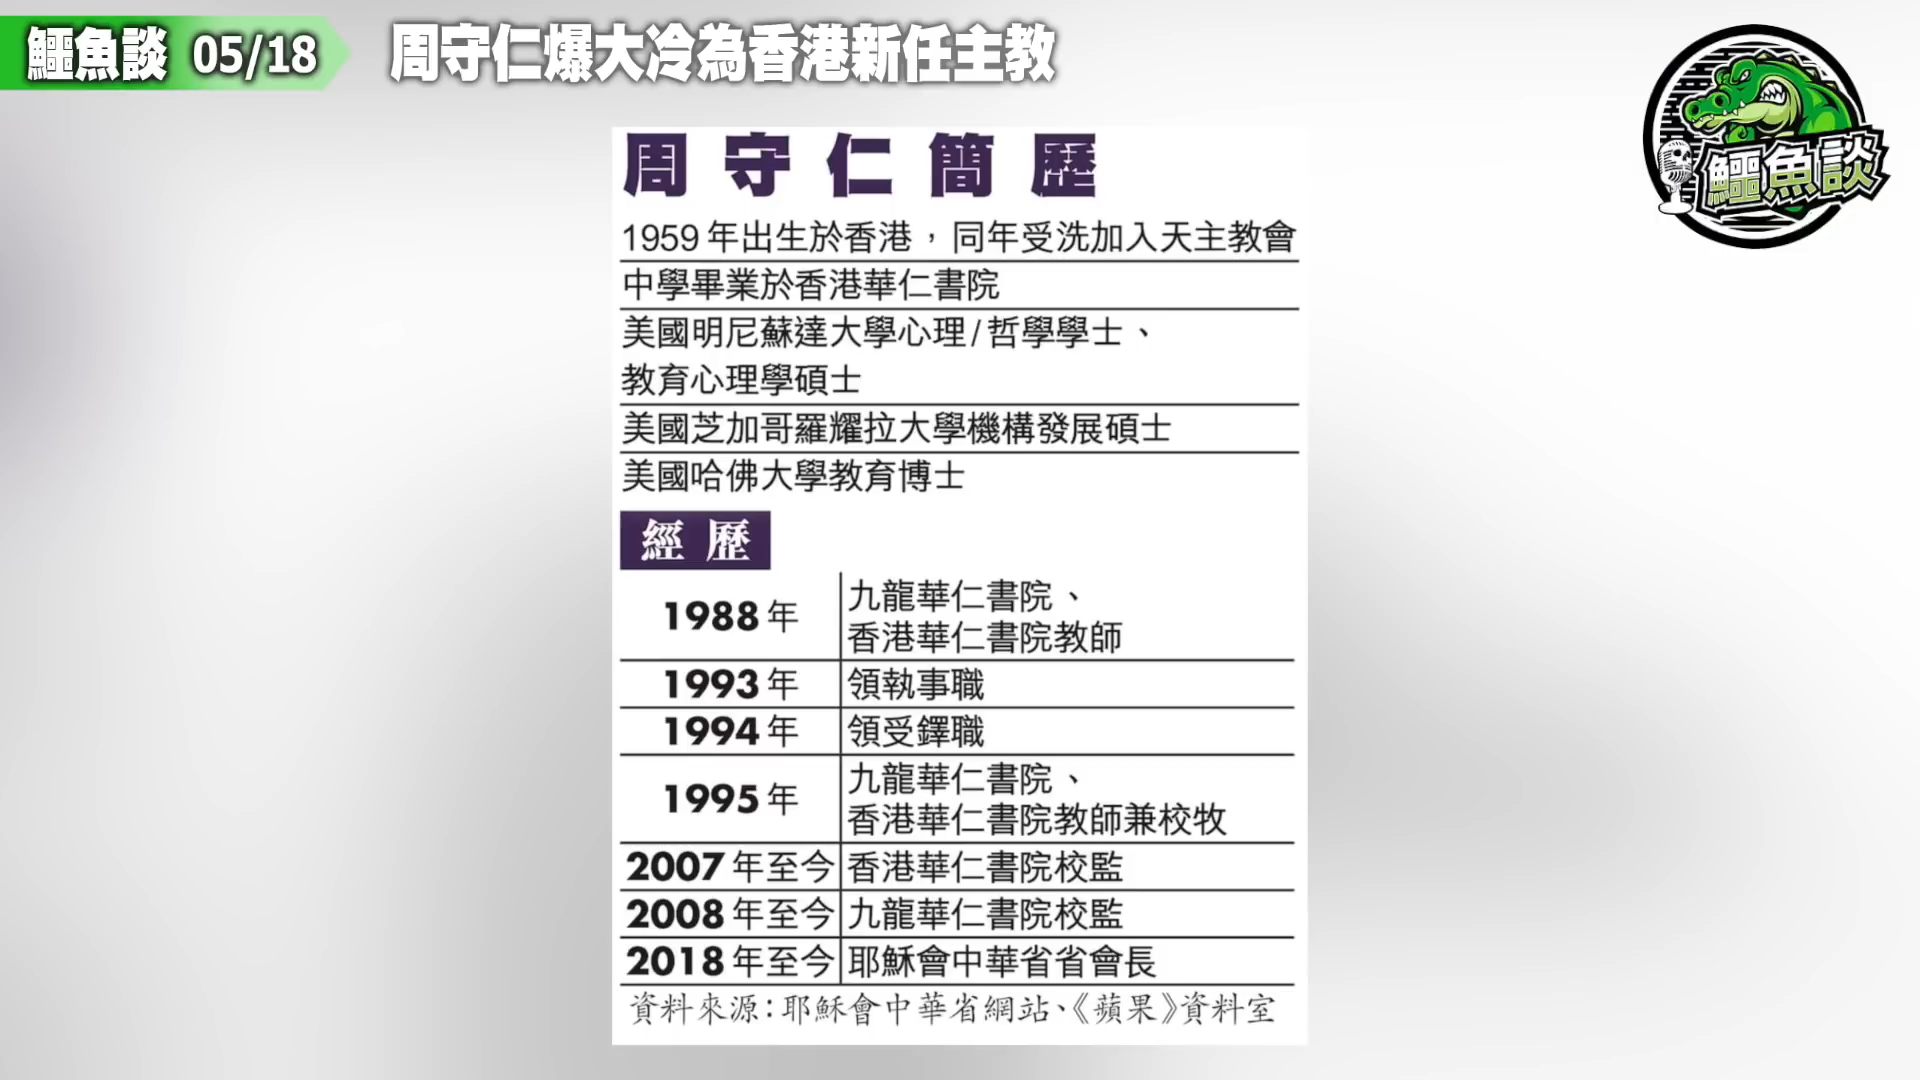 鱷魚談 05/18 周守仁爆大冷為香港新任主教
鱷魚談
周守仁簡歷
1959年出生於香港，同年受洗加入天主教會
中學畢業於香港華仁書院
美國明尼蘇達大學心理/哲學學士、
教育心理學碩士
美國芝加哥羅耀拉大學機構發展碩士
美國哈佛大學教育博士
經歷
1988年 九龍華仁書院、
香港華仁書院教師
1993年 領執事職
1994年 領受鐸職
1995年 九龍華仁書院、
香港華仁書院教師兼校牧
2007年至今 香港華仁書院校監
2008年至今 九龍華仁書院校監
2018年至今 耶穌會中華省省會長
資料來源：耶穌會中華省網站、《蘋果》資料室